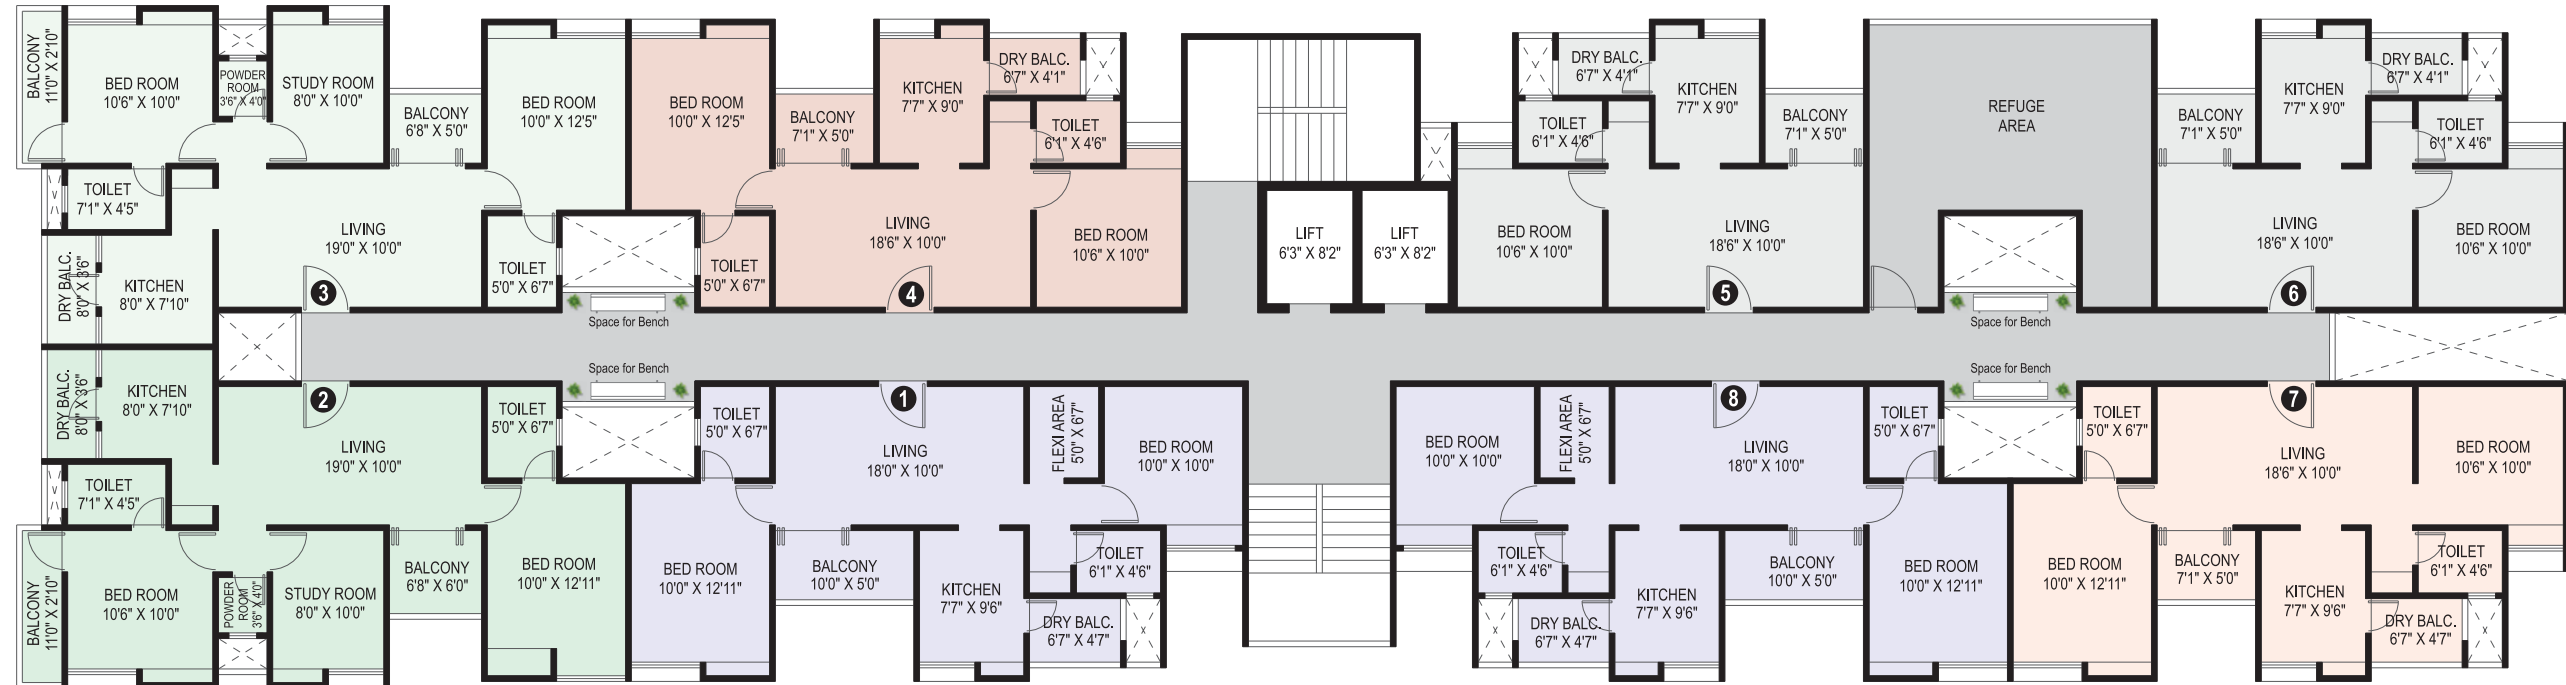 BALCONY
11'0" X 2'10"
BED ROOM
10'6" X 10'0"
POWDER
ROOM
3'6" X 4'0"
STUDY ROOM
8'0" X 10'0"
BALCONY
6'8" X 5'0"
BED ROOM
10'0" X 12'5"
TOILET
7'1" X 4'5"
LIVING
19'0" X 10'0"
TOILET
5'0" X 6'7"
DRY BALC.
8'0" X 3'6"
KITCHEN
8'0" X 7'10"
3
BED ROOM
10'0" X 12'5"
BALCONY
7'1" X 5'0"
KITCHEN
7'7" X 9'0"
DRY BALC.
6'7" X 4'1"
TOILET
6'1" X 4'6"
LIVING
18'6" X 10'0"
BED ROOM
10'6" X 10'0"
TOILET
5'0" X 6'7"
4
Space for Bench
LIFT
6'3" X 8'2"
LIFT
6'3" X 8'2"
DRY BALC.
6'7" X 4'1"
KITCHEN
7'7" X 9'0"
TOILET
6'1" X 4'6"
BALCONY
7'1" X 5'0"
BED ROOM
10'6" X 10'0"
LIVING
18'6" X 10'0"
5
REFUGE
AREA
Space for Bench
BALCONY
7'1" X 5'0"
KITCHEN
7'7" X 9'0"
DRY BALC.
6'7" X 4'1"
TOILET
6'1" X 4'6"
LIVING
18'6" X 10'0"
BED ROOM
10'6" X 10'0"
6
DRY BALC.
8'0" X 3'6"
KITCHEN
8'0" X 7'10"
2
LIVING
19'0" X 10'0"
TOILET
5'0" X 6'7"
TOILET
7'1" X 4'5"
BALCONY
11'0" X 2'10"
BED ROOM
10'6" X 10'0"
POWDER
ROOM
3'6" X 4'0"
STUDY ROOM
8'0" X 10'0"
BALCONY
6'8" X 6'0"
BED ROOM
10'0" X 12'11"
Space for Bench
TOILET
5'0" X 6'7"
1
LIVING
18'0" X 10'0"
FLEXI AREA
5'0" X 6'7"
BED ROOM
10'0" X 10'0"
BED ROOM
10'0" X 12'11"
BALCONY
10'0" X 5'0"
KITCHEN
7'7" X 9'6"
TOILET
6'1" X 4'6"
DRY BALC.
6'7" X 4'7"
BED ROOM
10'0" X 10'0"
FLEXI AREA
5'0" X 6'7"
8
LIVING
18'0" X 10'0"
TOILET
5'0" X 6'7"
TOILET
6'1" X 4'6"
DRY BALC.
6'7" X 4'7"
KITCHEN
7'7" X 9'6"
BALCONY
10'0" X 5'0"
BED ROOM
10'0" X 12'11"
Space for Bench
TOILET
5'0" X 6'7"
7
LIVING
18'6" X 10'0"
BED ROOM
10'6" X 10'0"
BED ROOM
10'0" X 12'11"
BALCONY
7'1" X 5'0"
KITCHEN
7'7" X 9'6"
TOILET
6'1" X 4'6"
DRY BALC.
6'7" X 4'7"